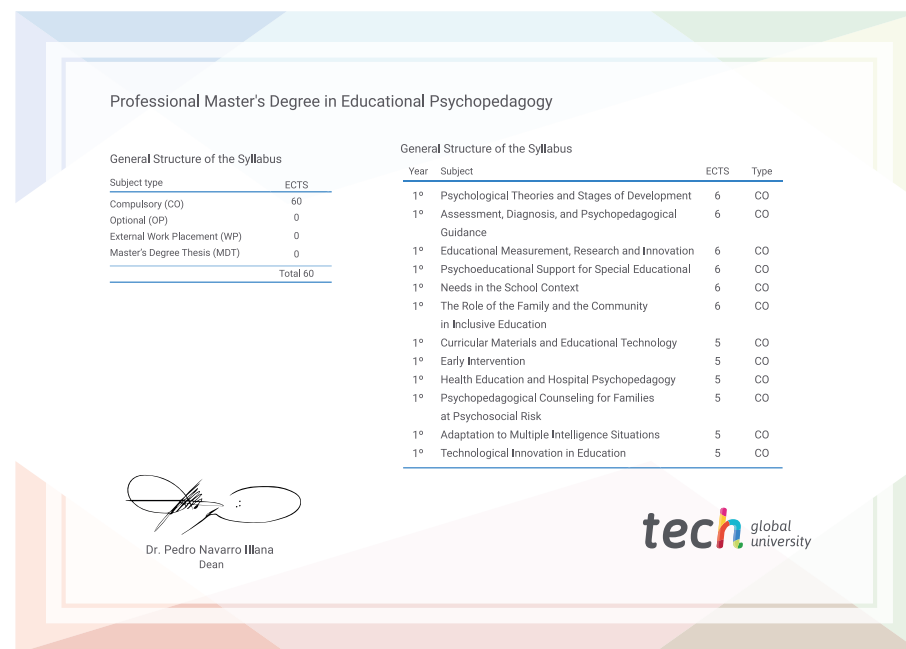 Professional Master's Degree in Educational Psychopedagogy
General Structure of the Syllabus
Subject type ECTS
Compulsory (CO) 60
Optional (OP) 0
External Work Placement (WP) 0
Master's Degree Thesis (MDT) 0
Total 60
General Structure of the Syllabus
Year Subject ECTS Type
1º Psychological Theories and Stages of Development 6 CO
1º Assessment, Diagnosis, and Psychopedagogical 6 CO
Guidance
1º Educational Measurement, Research and Innovation 6 CO
1º Psychoeducational Support for Special Educational 6 CO
1º Needs in the School Context 6 CO
1º The Role of the Family and the Community 6 CO
in Inclusive Education
1º Curricular Materials and Educational Technology 5 CO
1º Early Intervention 5 CO
1º Health Education and Hospital Psychopedagogy 5 CO
1º Psychopedagogical Counseling for Families 5 CO
at Psychosocial Risk
1º Adaptation to Multiple Intelligence Situations 5 CO
1º Technological Innovation in Education 5 CO
Dr. Pedro Navarro Illana
Dean
tech global
university